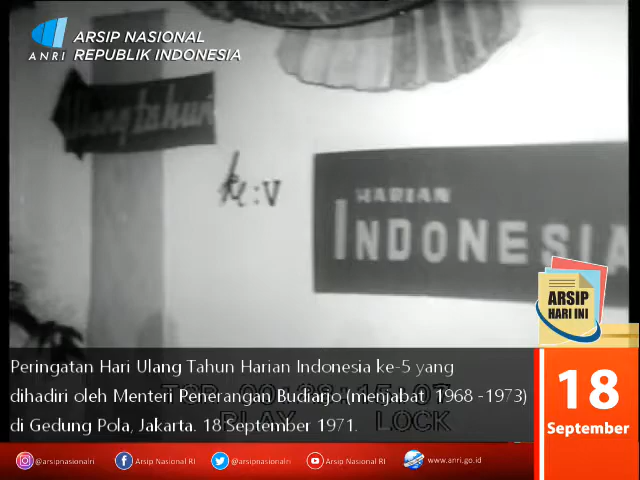 ANRI
ARSIP NASIONAL
REPUBLIK INDONESIA
Ulang tahun
ke: V
HARIAN
INDONESIA
ARSIP
HARI INI
Peringatan Hari Ulang Tahun Harian Indonesia ke-5 yang
dihadiri oleh Menteri Penerangan Budiarjo (menjabat 1968 -1973)
di Gedung Pola, Jakarta. 18 September 1971.
PLAY LOCK
18
September
@arsipnasionalri
Arsip Nasional RI
@arsipnasionalri
Arsip Nasional RI
www.anri.go.id